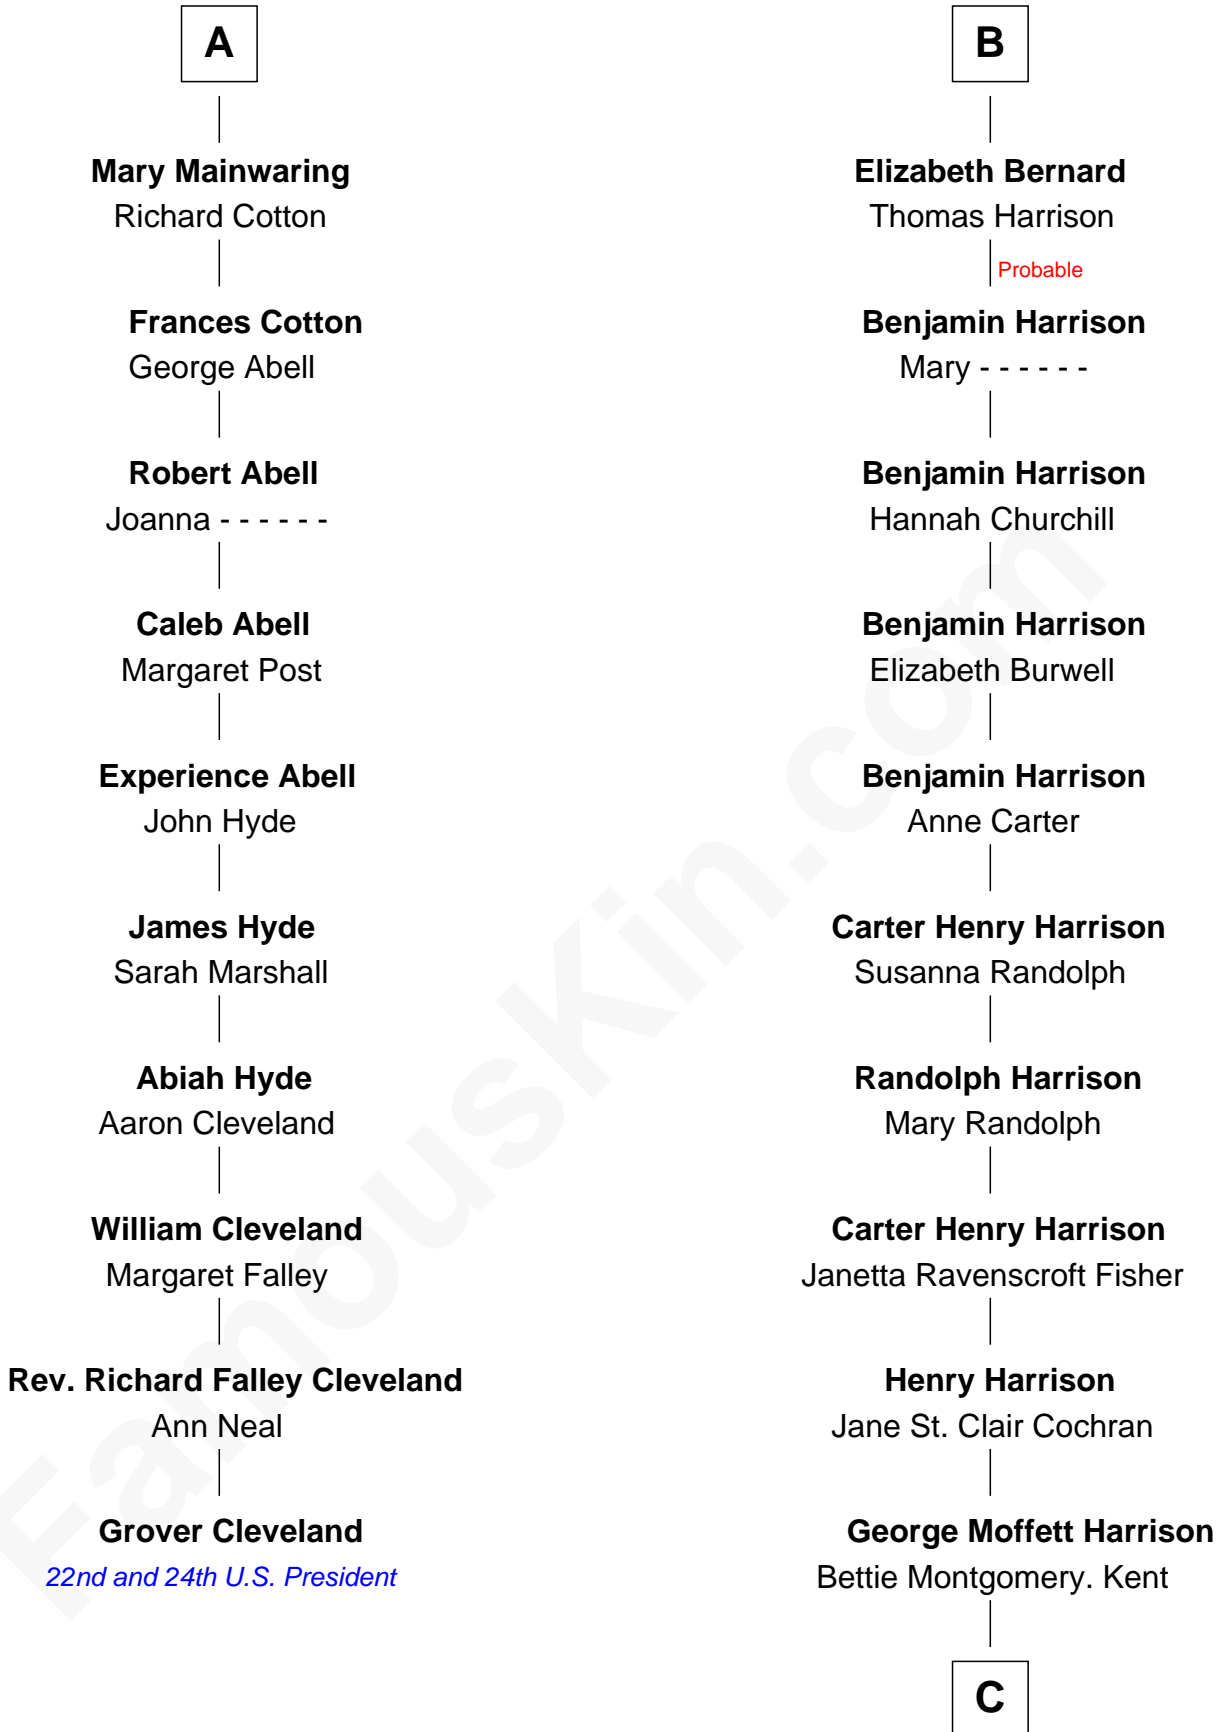 A
Mary Mainwaring
Richard Cotton
Frances Cotton
George Abell
Robert Abell
Joanna - - - - - -
Caleb Abell
Margaret Post
Experience Abell
John Hyde
James Hyde
Sarah Marshall
Abiah Hyde
Aaron Cleveland
William Cleveland
Margaret Falley
Rev. Richard Falley Cleveland
Ann Neal
Grover Cleveland
22nd and 24th U.S. President
B
Elizabeth Bernard
Thomas Harrison
Probable
Benjamin Harrison
Mary - - - - - -
Benjamin Harrison
Hannah Churchill
Benjamin Harrison
Elizabeth Burwell
Benjamin Harrison
Anne Carter
Carter Henry Harrison
Susanna Randolph
Randolph Harrison
Mary Randolph
Carter Henry Harrison
Janetta Ravenscroft Fisher
Henry Harrison
Jane St. Clair Cochran
George Moffett Harrison
Bettie Montgomery. Kent
C
FamousKin.com